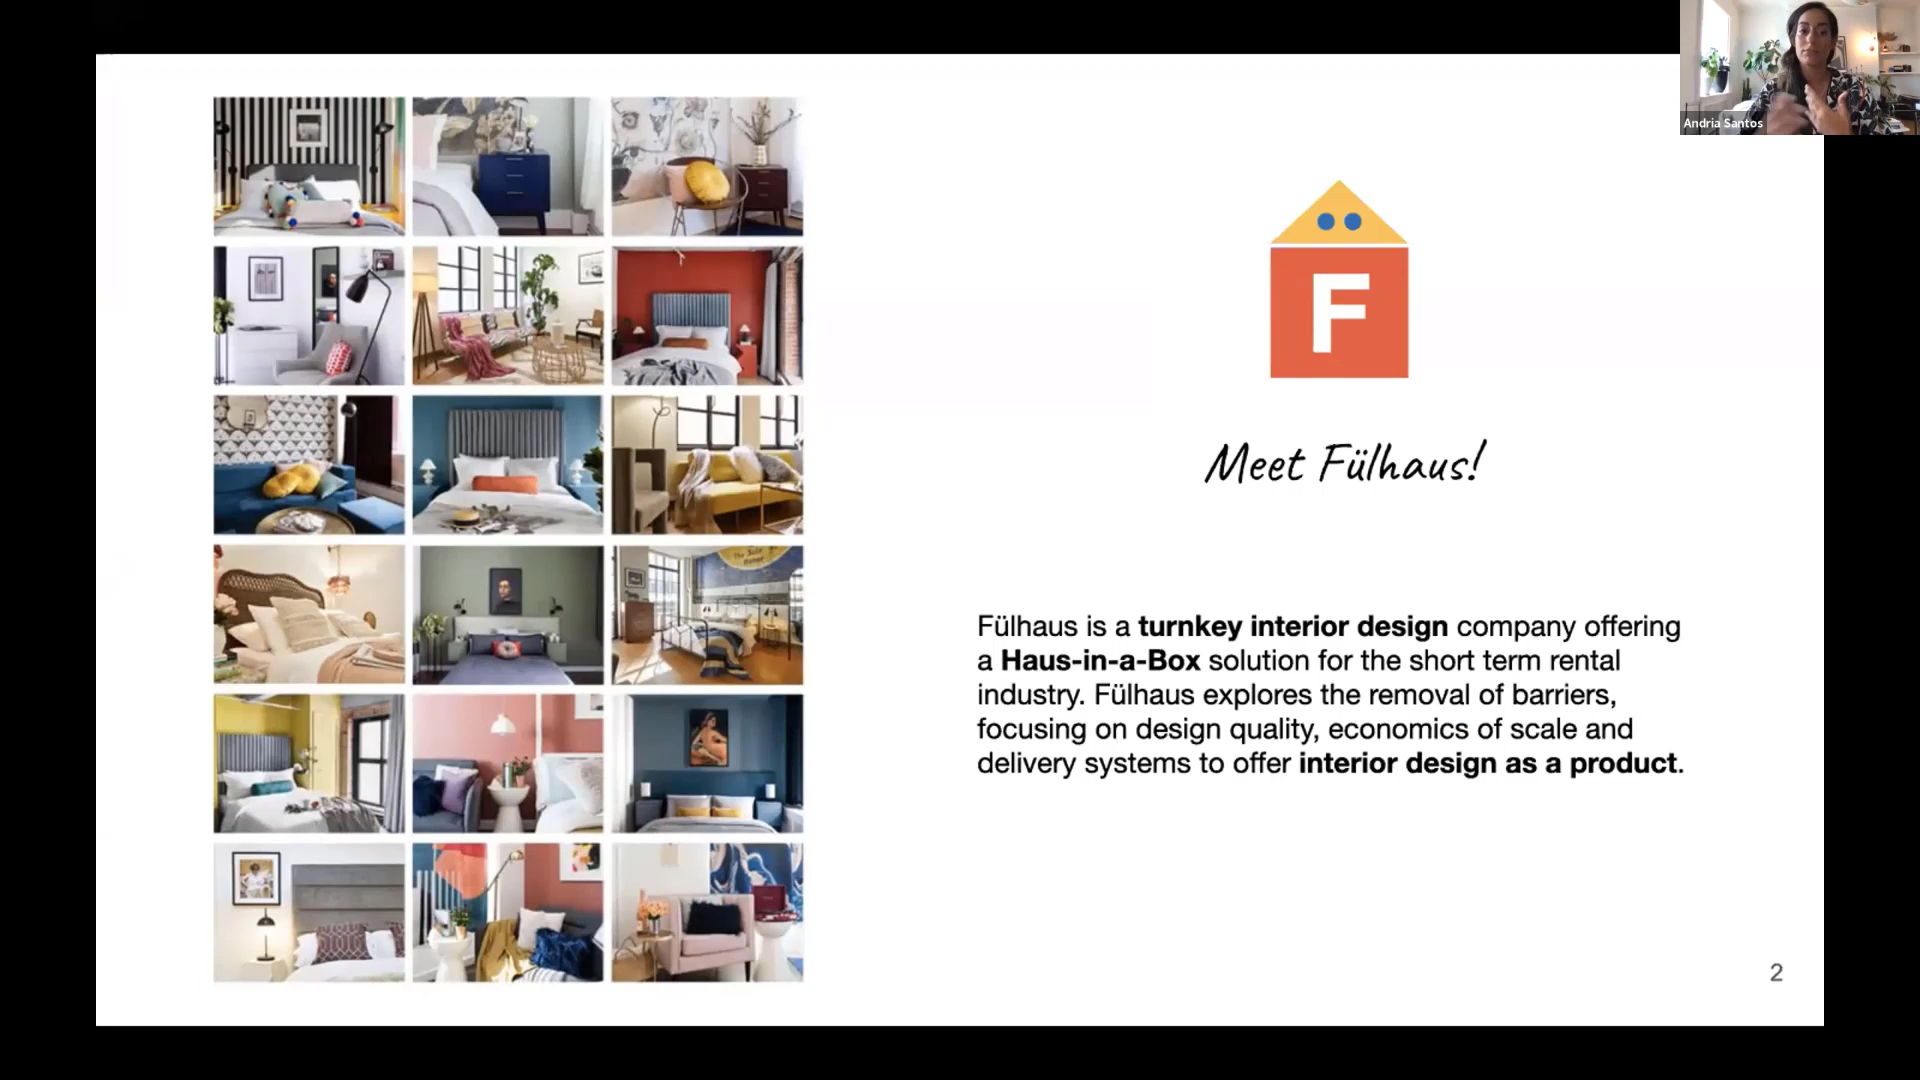 Andria Santos
F
Meet Fülhaus!
Fülhaus is a turnkey interior design company offering
a Haus-in-a-Box solution for the short term rental
industry. Fülhaus explores the removal of barriers,
focusing on design quality, economics of scale and
delivery systems to offer interior design as a product.
2